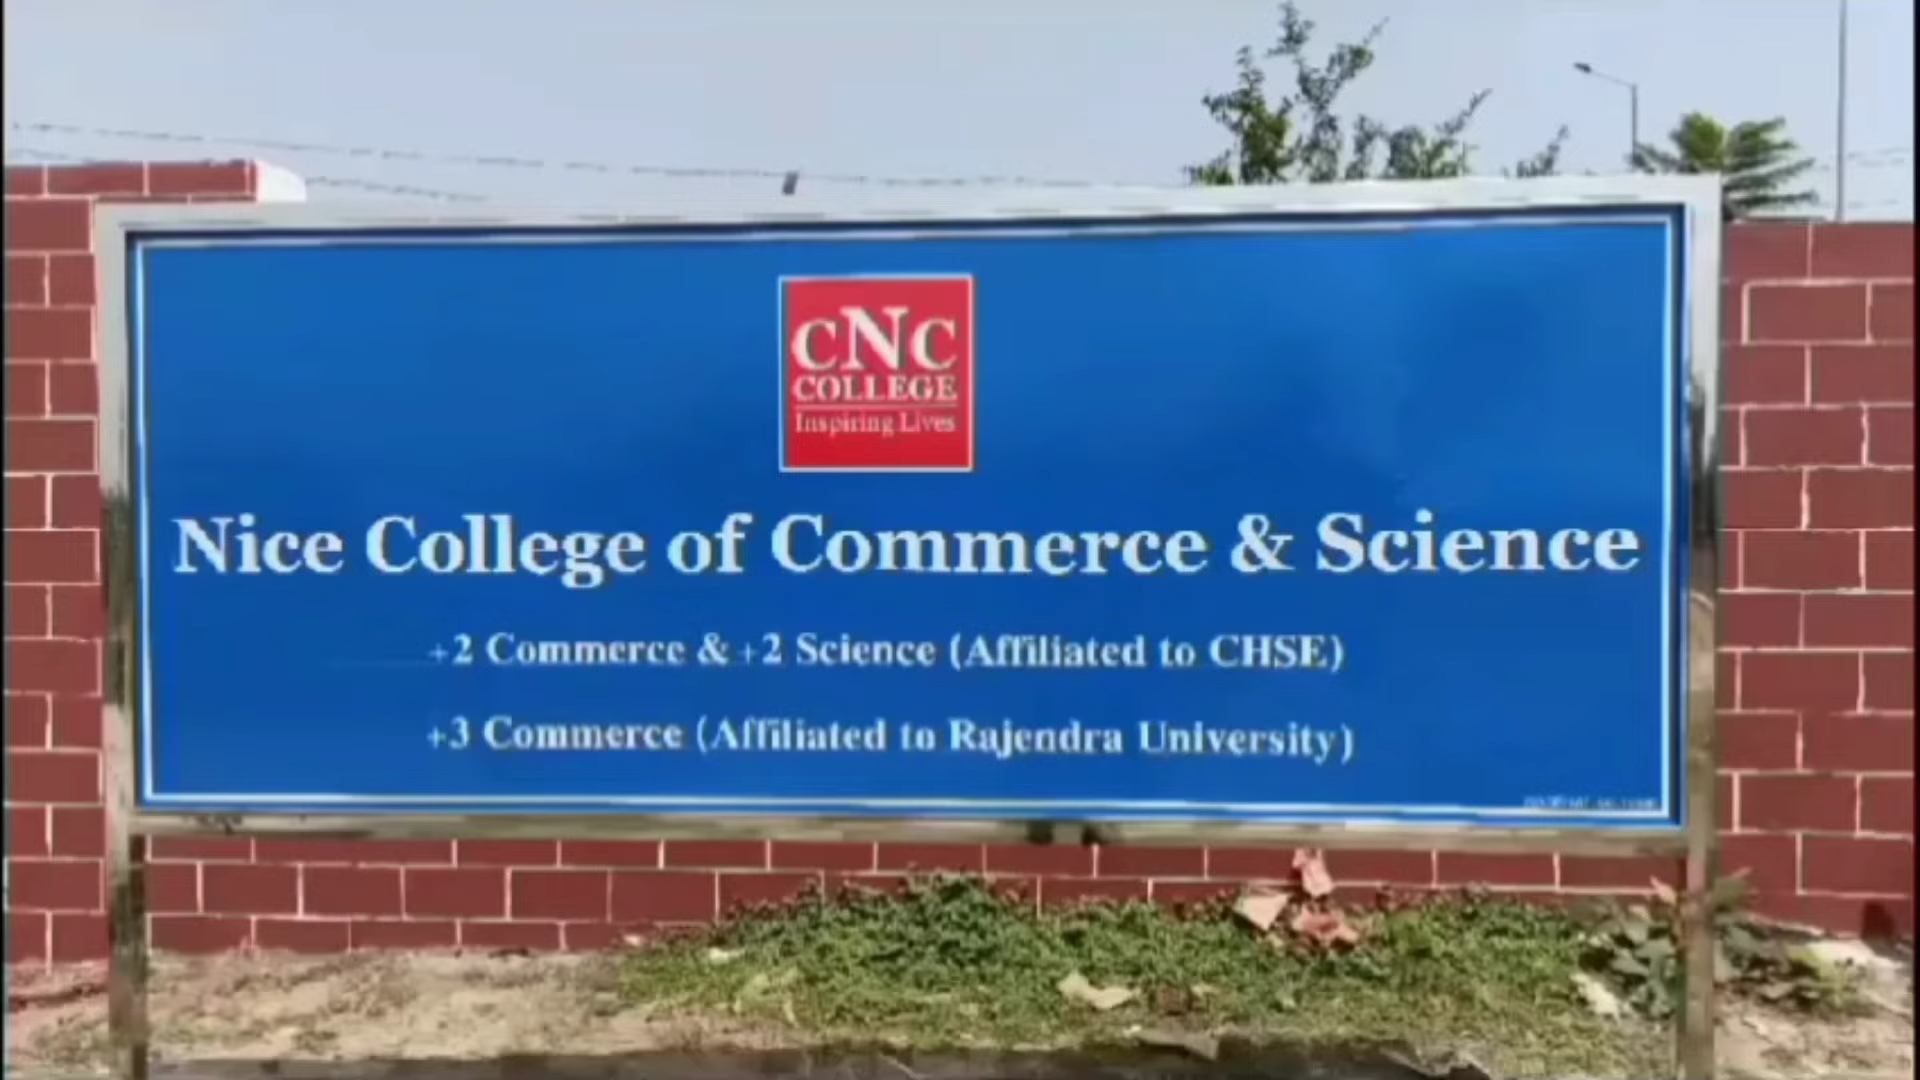 CNC
COLLEGE
Inspiring Lives
Nice College of Commerce & Science
+2 Commerce & +2 Science (Affiliated to CHSE)
+3 Commerce (Affiliated to Rajendra University)